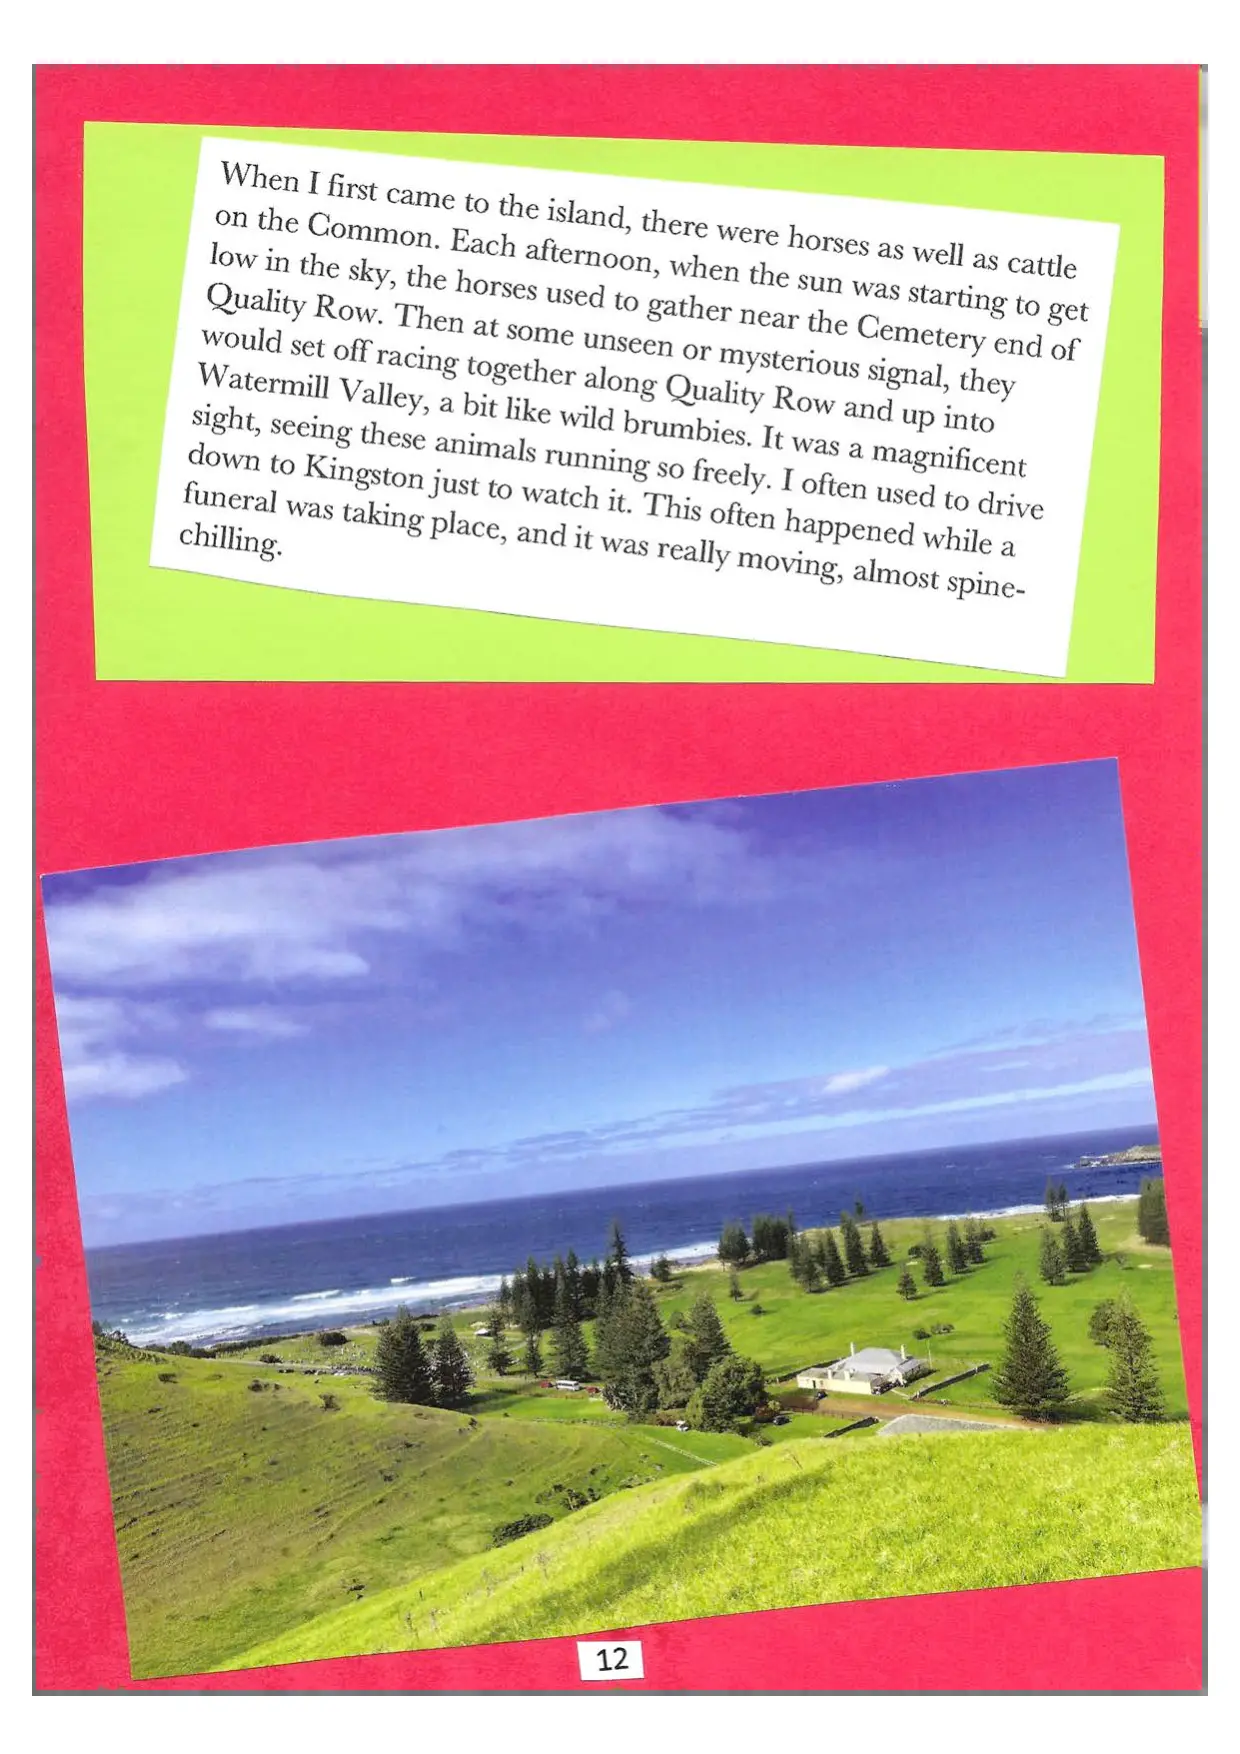 When I first came to the island, there were horses as well as cattle
on the Common. Each afternoon, when the sun was starting to get
low in the sky, the horses used to gather near the Cemetery end of
Quality Row. Then at some unseen or mysterious signal, they
would set off racing together along Quality Row and up into
Watermill Valley, a bit like wild brumbies. It was a magnificent
sight, seeing these animals running so freely. I often used to drive
down to Kingston just to watch it. This often happened while a
funeral was taking place, and it was really moving, almost spine-
chilling.
12